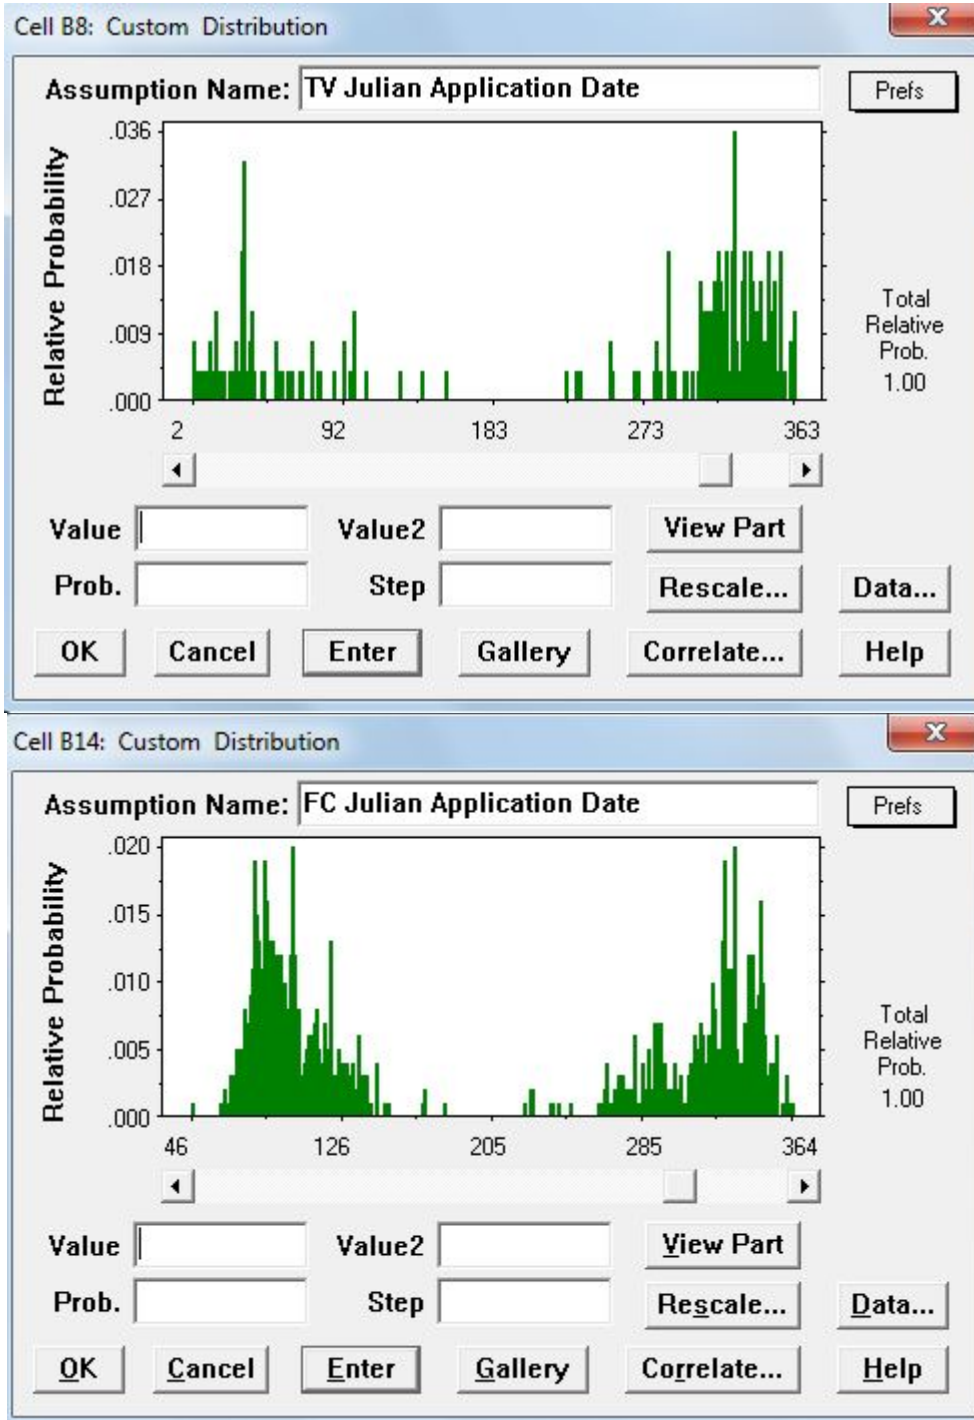 Cell B8: Custom Distribution
X
Assumption Name: TV Julian Application Date
Prefs
Relative Probability
.036
.027
.018
.009
.000
2 92 183 273 363
Total
Relative
Prob.
1.00
Value Value2 View Part
Prob. Step Rescale... Data...
OK Cancel Enter Gallery Correlate... Help
Cell B14: Custom Distribution
X
Assumption Name: FC Julian Application Date
Prefs
Relative Probability
.020
.015
.010
.005
.000
46 126 205 285 364
Total
Relative
Prob.
1.00
Value Value2 View Part
Prob. Step Rescale... Data...
OK Cancel Enter Gallery Correlate... Help